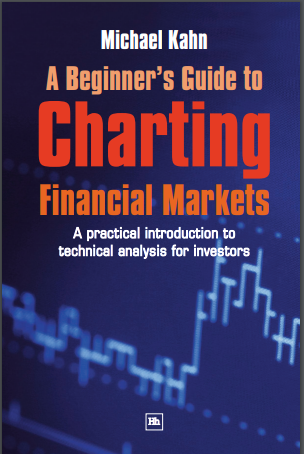 Michael Kahn
A Beginner's Guide to
Charting
Financial Markets
A practical introduction to
technical analysis for investors
Hh